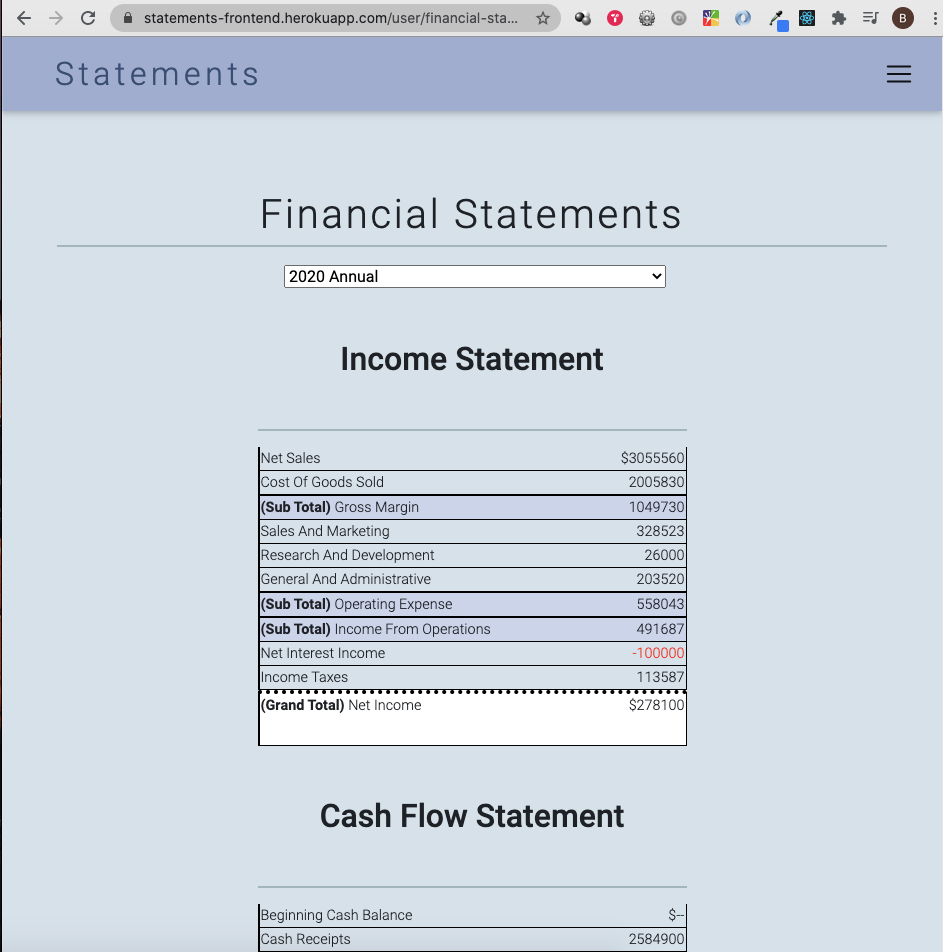 statements-frontend.herokuapp.com/user/financial-sta...
B
Statements
Financial Statements
2020 Annual
Income Statement
Net Sales $3055560
Cost Of Goods Sold 2005830
(Sub Total) Gross Margin 1049730
Sales And Marketing 328523
Research And Development 26000
General And Administrative 203520
(Sub Total) Operating Expense 558043
(Sub Total) Income From Operations 491687
Net Interest Income -100000
Income Taxes 113587
(Grand Total) Net Income $278100
Cash Flow Statement
Beginning Cash Balance $--
Cash Receipts 2584900